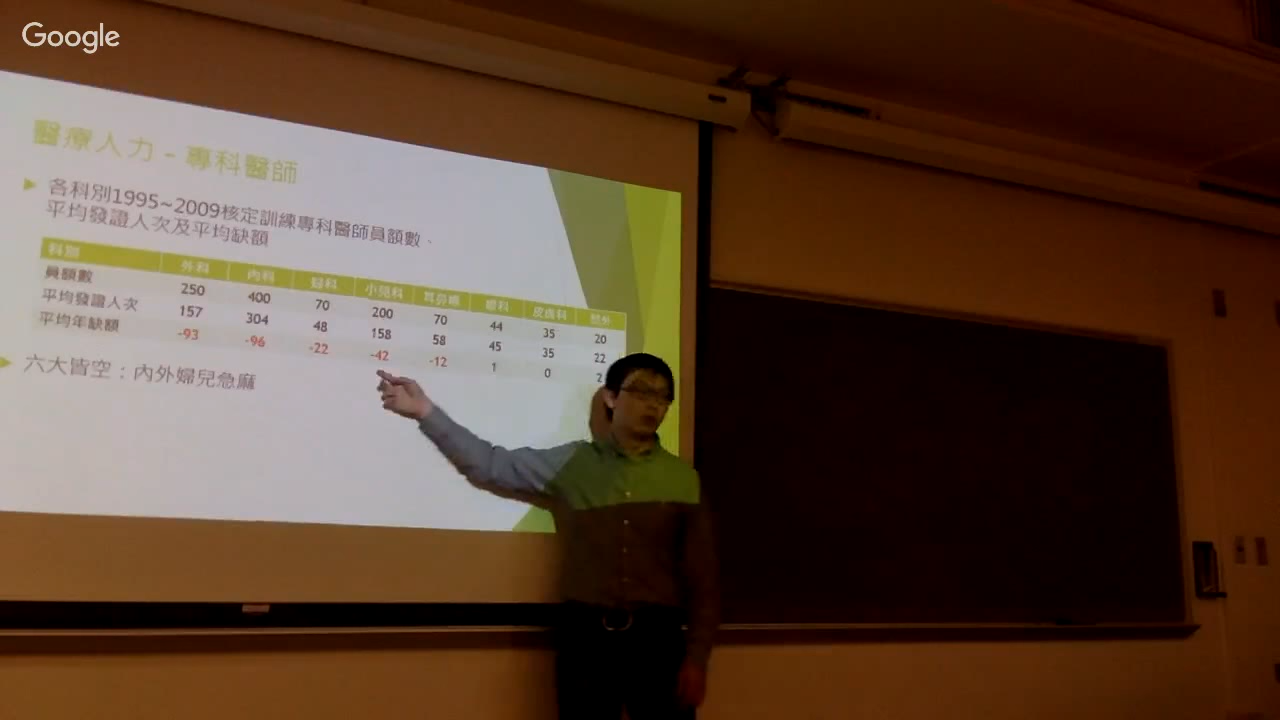 Google
醫療人力 - 專科醫師
各科別1995~2009核定訓練專科醫師員額數、
平均發證人次及平均缺額
科別 外科 內科 婦科 小兒科 耳鼻喉 眼科 皮膚科 整外
員額數 250 400 70 200 70 44 35 20
平均發證人次 157 304 48 158 58 45 35 22
平均年缺額 -93 -96 -22 -42 -12 1 0 2
六大皆空：內外婦兒急麻